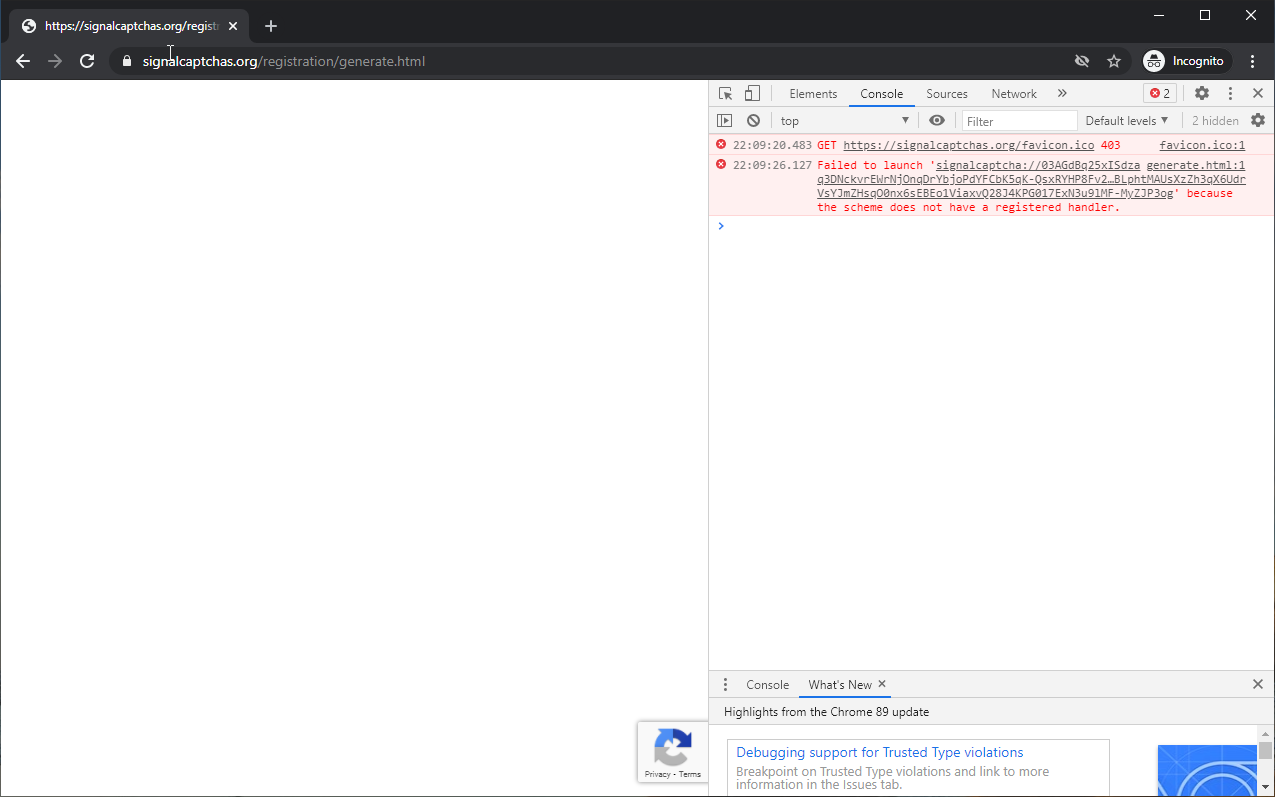 https://signalcaptchas.org/regist
signalcaptchas.org/registration/generate.html
Incognito
Elements Console Sources Network 2
top Filter Default levels 2 hidden
22:09:20.483 GET https://signalcaptchas.org/favicon.ico 403 favicon.ico:1
22:09:26.127 Failed to launch 'signalcaptcha://03AGdBq25xISdza generate.html:1
q3DNckvrEWrNjOnqDrYbjoPdYFCbK5qK-QsxRYHP8Fv2…BLphtMAUsXzZh3qX6Udr
VsYJmZHsqO0nx6sEBEo1ViaxvQ28J4KPG017ExN3u9lMF-MyZJP3og' because
the scheme does not have a registered handler.
Console What's New
Highlights from the Chrome 89 update
Debugging support for Trusted Type violations
Breakpoint on Trusted Type violations and link to more
information in the Issues tab.
Privacy - Terms